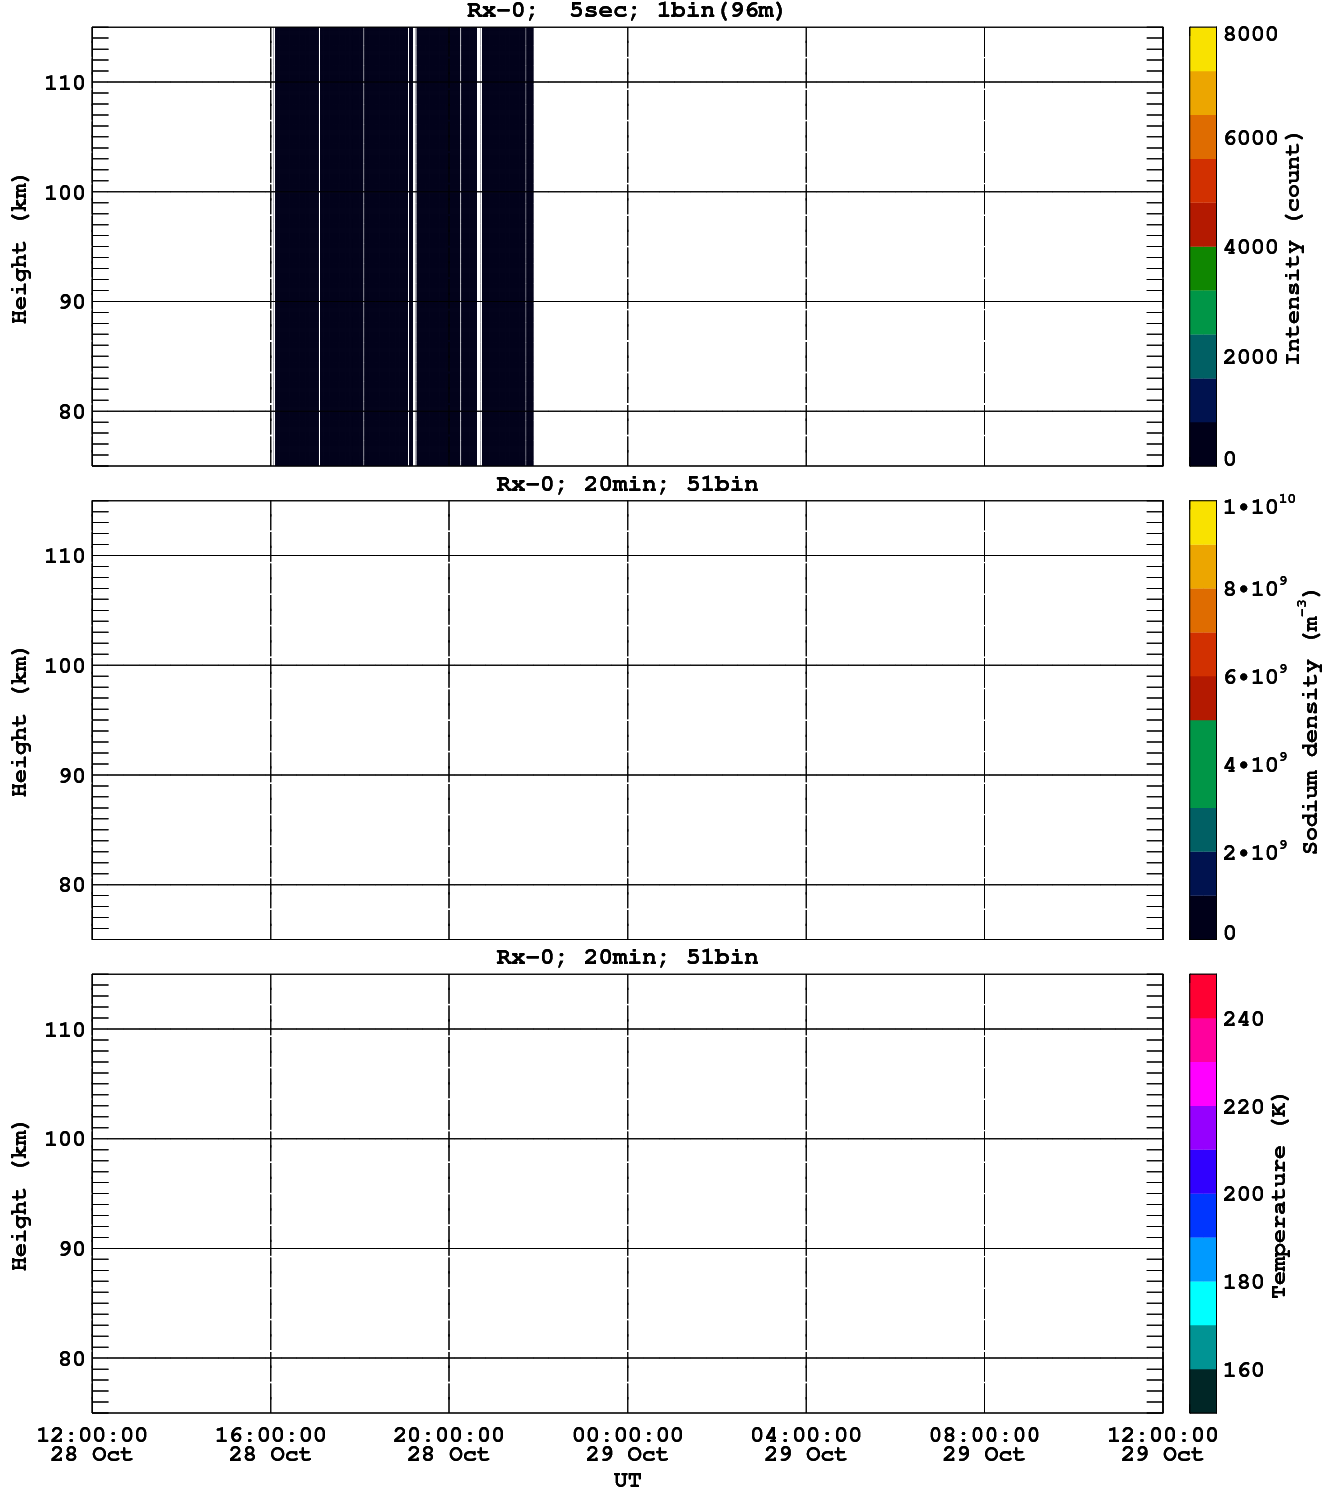 Rx-0;  5sec; 1bin(96m)
110
100
90
80
Height (km)
8000
6000
4000
2000
0
Intensity (count)
Rx-0; 20min; 51bin
110
100
90
80
Height (km)
1•10¹⁰
8•10⁹
6•10⁹
4•10⁹
2•10⁹
0
Sodium density (m⁻³)
Rx-0; 20min; 51bin
110
100
90
80
Height (km)
240
220
200
180
160
Temperature (K)
12:00:00 16:00:00 20:00:00 00:00:00 04:00:00 08:00:00 12:00:00
28 Oct 28 Oct 28 Oct 29 Oct 29 Oct 29 Oct 29 Oct
UT